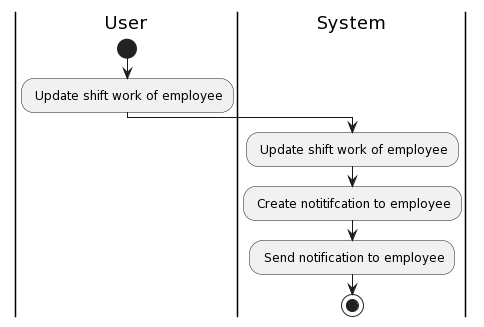 User
System
Update shift work of employee
Update shift work of employee
Create notitifcation to employee
Send notification to employee